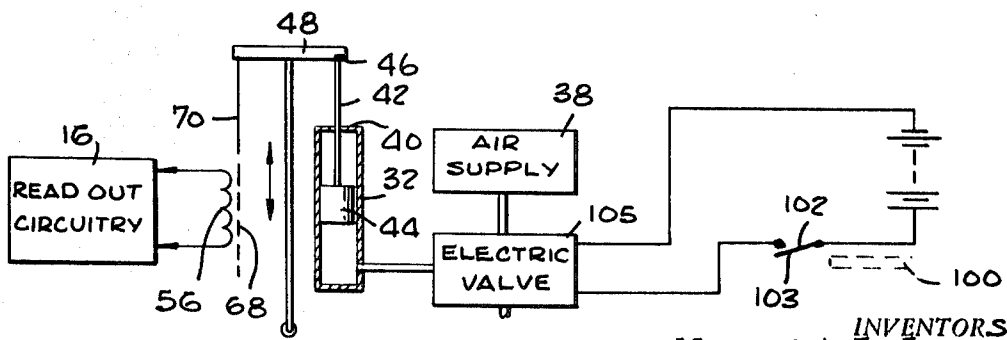 48
46
42
38
70
16
40
AIR
SUPPLY
READ OUT
CIRCUITRY
32
44
105
102
ELECTRIC
VALVE
103
100
56
68
INVENTORS